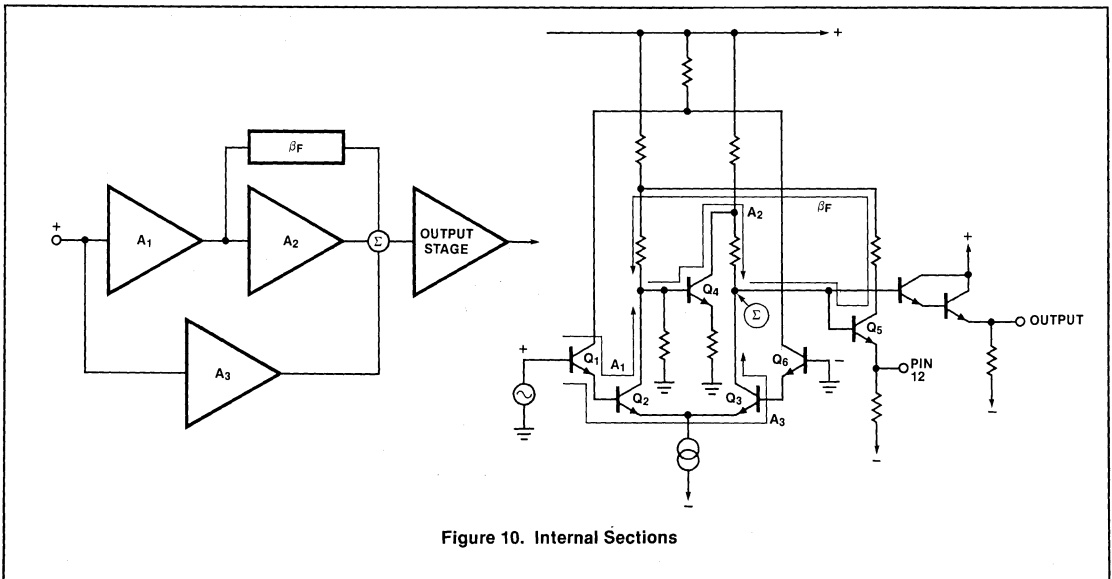 +
βF
+
A1
A2
Σ
OUTPUT
STAGE
A3
+
βF
A2
+
Q4
Σ
Q5
OUTPUT
+
Q1
A1
Q6
−
PIN
12
Q2
Q3
A3
−
−
−
Figure 10. Internal Sections